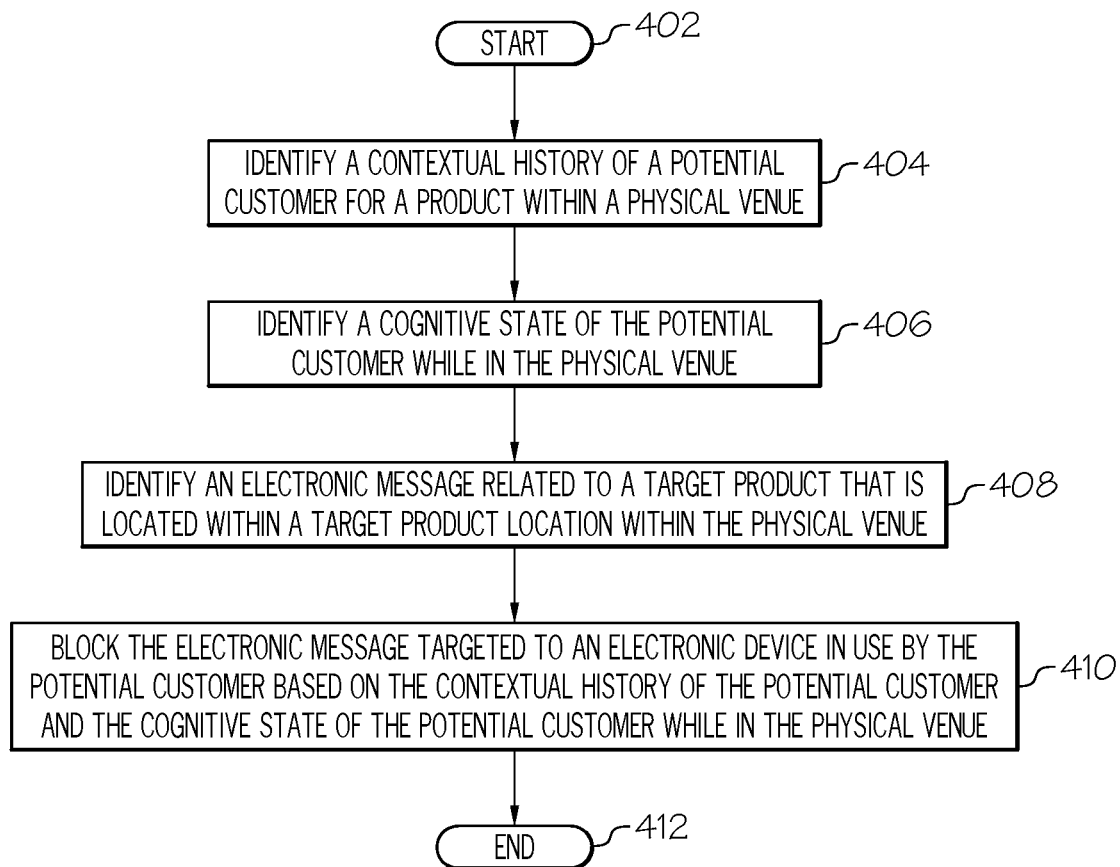 START
402
IDENTIFY A CONTEXTUAL HISTORY OF A POTENTIAL
CUSTOMER FOR A PRODUCT WITHIN A PHYSICAL VENUE
404
IDENTIFY A COGNITIVE STATE OF THE POTENTIAL
CUSTOMER WHILE IN THE PHYSICAL VENUE
406
IDENTIFY AN ELECTRONIC MESSAGE RELATED TO A TARGET PRODUCT THAT IS
LOCATED WITHIN A TARGET PRODUCT LOCATION WITHIN THE PHYSICAL VENUE
408
BLOCK THE ELECTRONIC MESSAGE TARGETED TO AN ELECTRONIC DEVICE IN USE BY THE
POTENTIAL CUSTOMER BASED ON THE CONTEXTUAL HISTORY OF THE POTENTIAL CUSTOMER
AND THE COGNITIVE STATE OF THE POTENTIAL CUSTOMER WHILE IN THE PHYSICAL VENUE
410
END
412